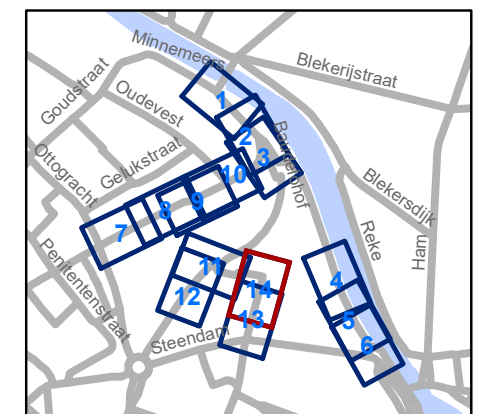 Minnemeers
Blekerijstraat
Goudstraat
Oudevest
1
2
Baudelohof
Ottogracht
Gelukstraat
3
10
Blekersdijk
9
8
7
Reke
Ham
Penitentenstraat
11
4
14
12
13
5
Steendam
6